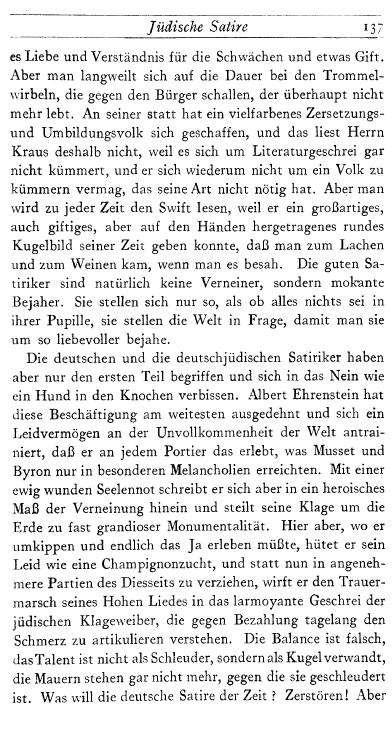 Jüdische Satire 137
es Liebe und Verständnis für die Schwächen und etwas Gift.
Aber man langweilt sich auf die Dauer bei den Trommel-
wirbeln, die gegen den Bürger schallen, der überhaupt nicht
mehr lebt. An seiner statt hat ein vielfarbenes Zersetzungs-
und Umbildungsvolk sich geschaffen, und das liest Herrn
Kraus deshalb nicht, weil es sich um Literaturgeschrei gar
nicht kümmert, und er sich wiederum nicht um ein Volk zu
kümmern vermag, das seine Art nicht nötig hat. Aber man
wird zu jeder Zeit den Swift lesen, weil er ein großartiges,
auch giftiges, aber auf den Händen hergetragenes rundes
Kugelbild seiner Zeit geben konnte, daß man zum Lachen
und zum Weinen kam, wenn man es besah. Die guten Sa-
tiriker sind natürlich keine Verneiner, sondern mokante
Bejaher. Sie stellen sich nur so, als ob alles nichts sei in
ihrer Pupille, sie stellen die Welt in Frage, damit man sie
um so liebevoller bejahe.
Die deutschen und die deutschjüdischen Satiriker haben
aber nur den ersten Teil begriffen und sich in das Nein wie
ein Hund in den Knochen verbissen. Albert Ehrenstein hat
diese Beschäftigung am weitesten ausgedehnt und sich ein
Leidvermögen an der Unvollkommenheit der Welt antrai-
niert, daß er an jedem Portier das erlebt, was Musset und
Byron nur in besonderen Melancholien erreichten. Mit einer
ewig wunden Seelennot schreibt er sich aber in ein heroisches
Maß der Verneinung hinein und steilt seine Klage um die
Erde zu fast grandioser Monumentalität. Hier aber, wo er
umkippen und endlich das Ja erleben müßte, hütet er sein
Leid wie eine Champignonzucht, und statt nun in angeneh-
mere Partien des Diesseits zu verziehen, wirft er den Trauer-
marsch seines Hohen Liedes in das larmoyante Geschrei der
jüdischen Klageweiber, die gegen Bezahlung tagelang den
Schmerz zu artikulieren verstehen. Die Balance ist falsch,
das Talent ist nicht als Schleuder, sondern als Kugel verwandt,
die Mauern stehen gar nicht mehr, gegen die sie geschleudert
ist. Was will die deutsche Satire der Zeit? Zerstören! Aber